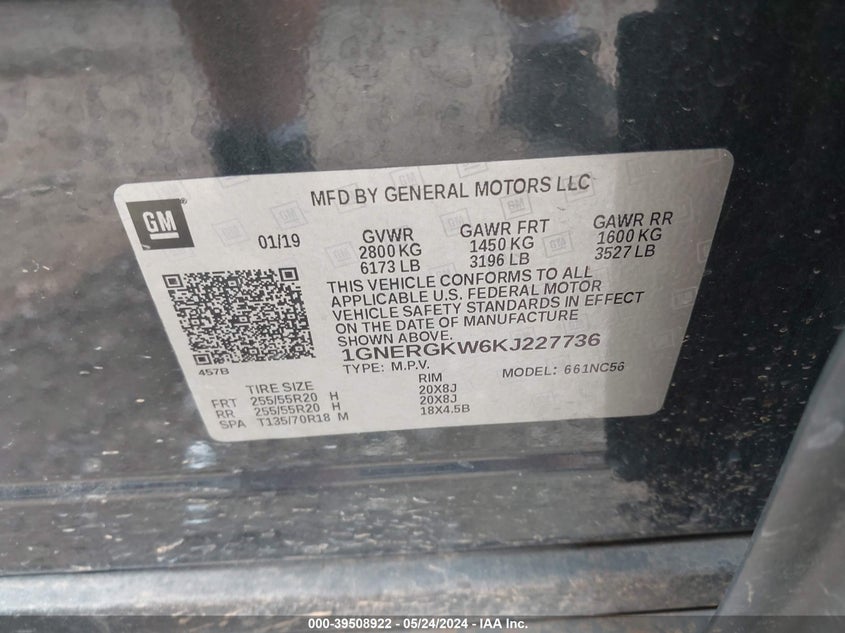 MFD BY GENERAL MOTORS LLC
GM
01/19
GVWR GAWR FRT GAWR RR
2800 KG 1450 KG 1600 KG
6173 LB 3196 LB 3527 LB
THIS VEHICLE CONFORMS TO ALL
APPLICABLE U.S. FEDERAL MOTOR
VEHICLE SAFETY STANDARDS IN EFFECT
ON THE DATE OF MANUFACTURE
SHOWN ABOVE.
1GNERGKW6KJ227736
457B
TYPE: M.P.V. MODEL: 661NC56
TIRE SIZE RIM
FRT 255/55R20 H 20X8J
RR 255/55R20 H 20X8J
SPA T135/70R18 M 18X4.5B
000-39508922 - 05/24/2024 - IAA Inc.